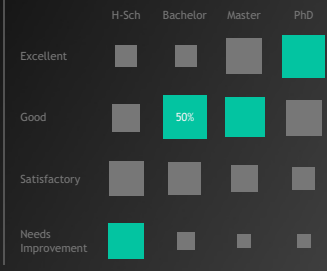 H-Sch Bachelor Master PhD
Excellent
Good 50%
Satisfactory
Needs
Improvement